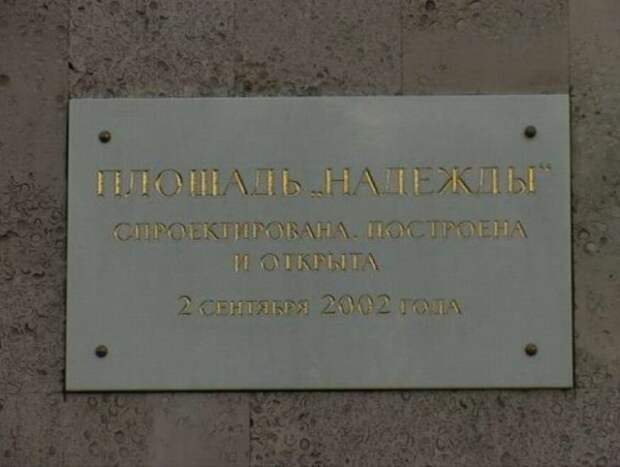 ПЛОЩАДЬ „НАДЕЖДЫ“
СПРОЕКТИРОВАНА, ПОСТРОЕНА
И ОТКРЫТА
2 СЕНТЯБРЯ 2002 ГОДА